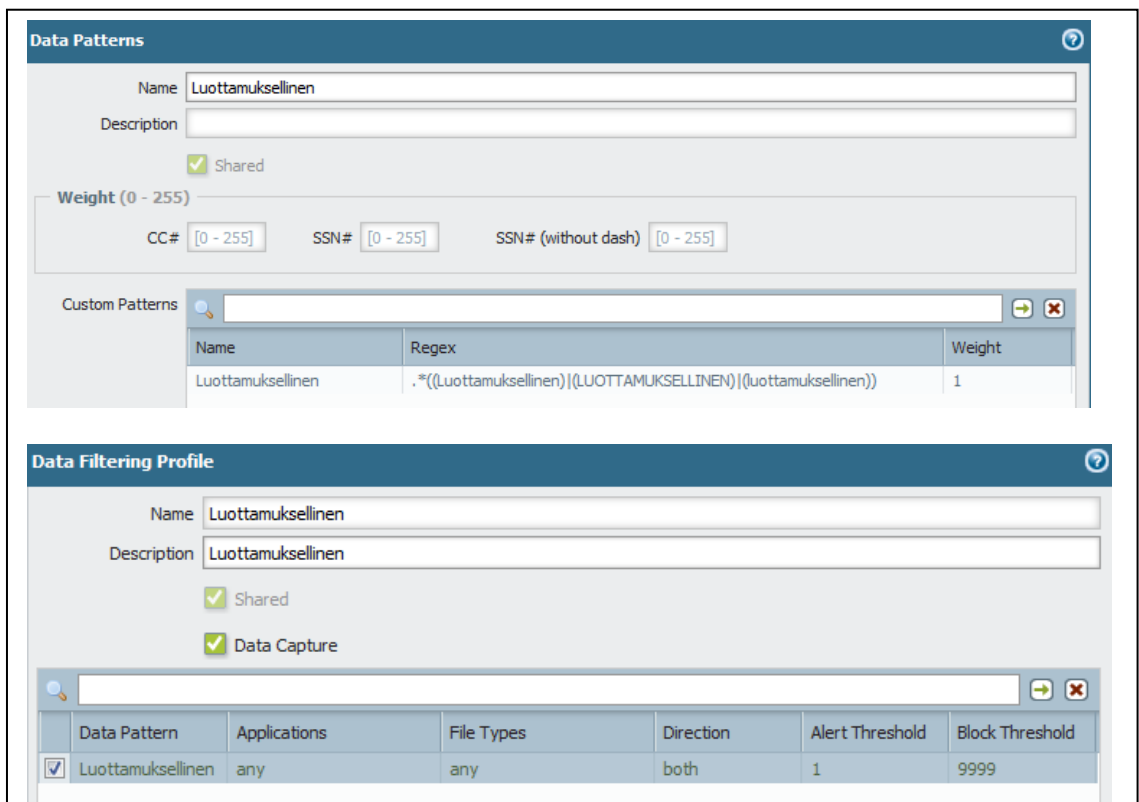 Data Patterns
Name Luottamuksellinen
Description
Shared
Weight (0 - 255)
CC# [0 - 255] SSN# [0 - 255] SSN# (without dash) [0 - 255]
Custom Patterns
Name Regex Weight
Luottamuksellinen .*((Luottamuksellinen)|(LUOTTAMUKSELLINEN)|(luottamuksellinen)) 1
Data Filtering Profile
Name Luottamuksellinen
Description Luottamuksellinen
Shared
Data Capture
Data Pattern Applications File Types Direction Alert Threshold Block Threshold
Luottamuksellinen any any both 1 9999